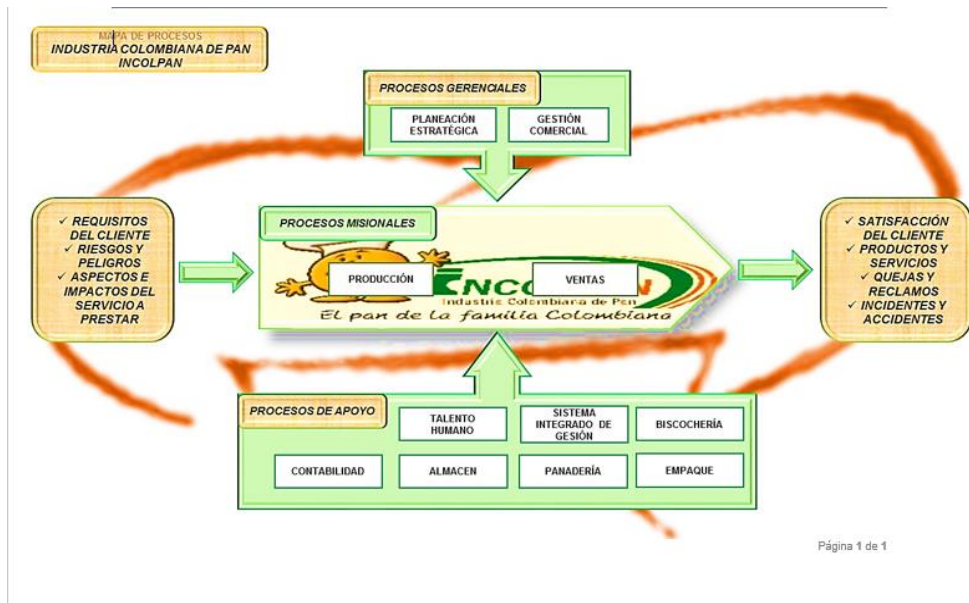 MAPA DE PROCESOS
INDUSTRIA COLOMBIANA DE PAN
INCOLPAN
PROCESOS GERENCIALES
PLANEACIÓN
ESTRATÉGICA
GESTIÓN
COMERCIAL
✓ REQUISITOS
DEL CLIENTE
✓ RIESGOS Y
PELIGROS
✓ ASPECTOS E
IMPACTOS DEL
SERVICIO A
PRESTAR
PROCESOS MISIONALES
PRODUCCIÓN
VENTAS
Industria Colombiana de Pan
El pan de la familia Colombiana
✓ SATISFACCIÓN
DEL CLIENTE
✓ PRODUCTOS Y
SERVICIOS
✓ QUEJAS Y
RECLAMOS
✓ INCIDENTES Y
ACCIDENTES
PROCESOS DE APOYO
TALENTO
HUMANO
SISTEMA
INTEGRADO DE
GESIÓN
BISCOCHERÍA
CONTABILIDAD
ALMACEN
PANADERÍA
EMPAQUE
Página 1 de 1